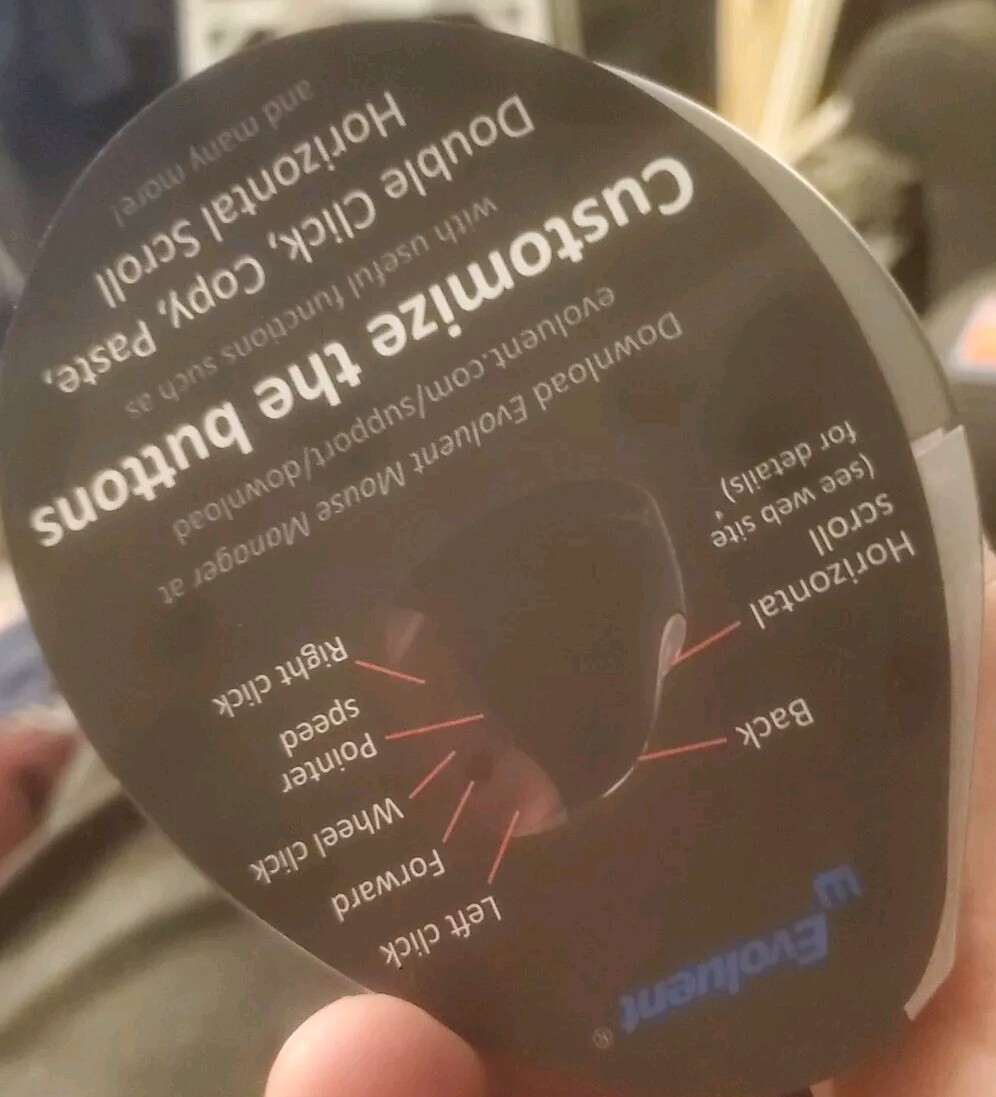 Evoluent®
Left click
Forward
Wheel click
Pointer
speed
Right click
Back
Horizontal
scroll
(see web site
for details)
Download Evoluent Mouse Manager at
evoluent.com/support/download
Customize the buttons
with useful functions such as
Double Click, Copy, Paste,
Horizontal Scroll
and many more!